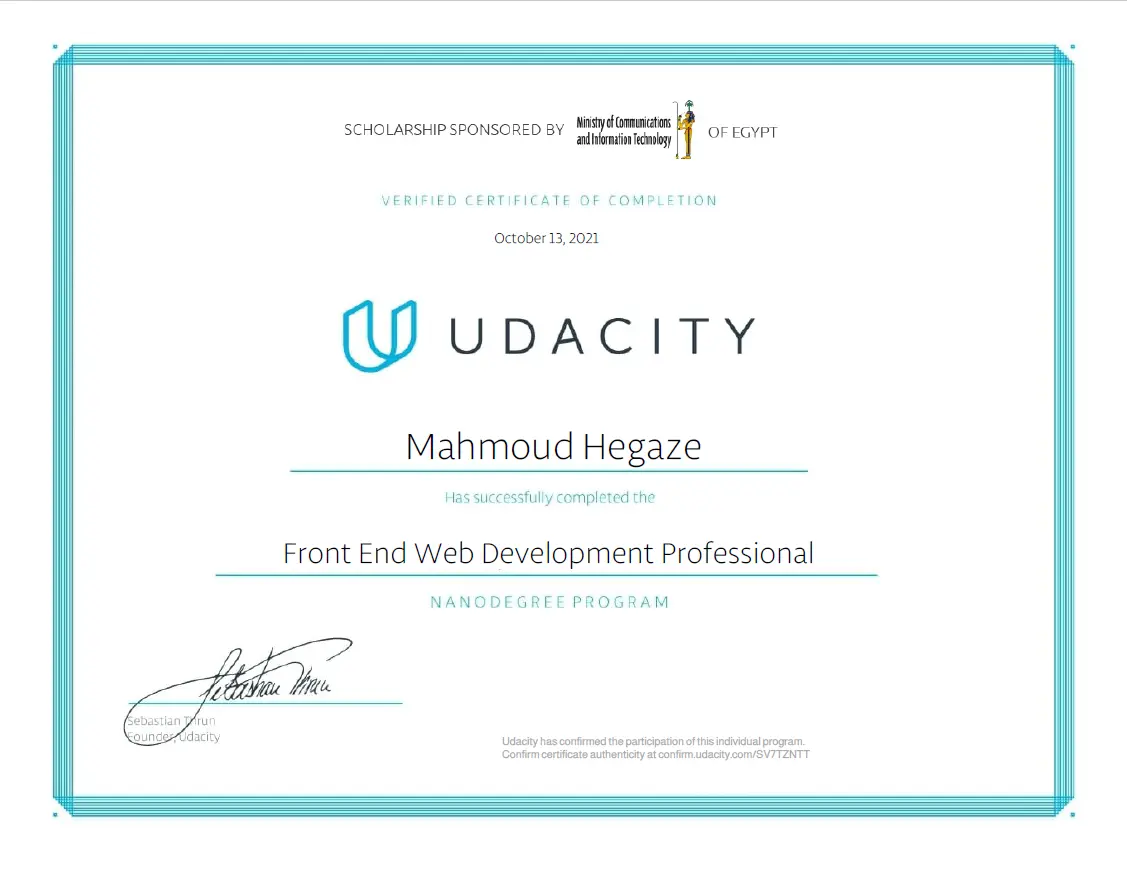 SCHOLARSHIP SPONSORED BY Ministry of Communications and Information Technology OF EGYPT
VERIFIED CERTIFICATE OF COMPLETION
October 13, 2021
UDACITY
Mahmoud Hegaze
Has successfully completed the
Front End Web Development Professional
NANODEGREE PROGRAM
Sebastian Thrun
Sebastian Thrun
Founder, Udacity
Udacity has confirmed the participation of this individual program.
Confirm certificate authenticity at confirm.udacity.com/SV7TZNTT